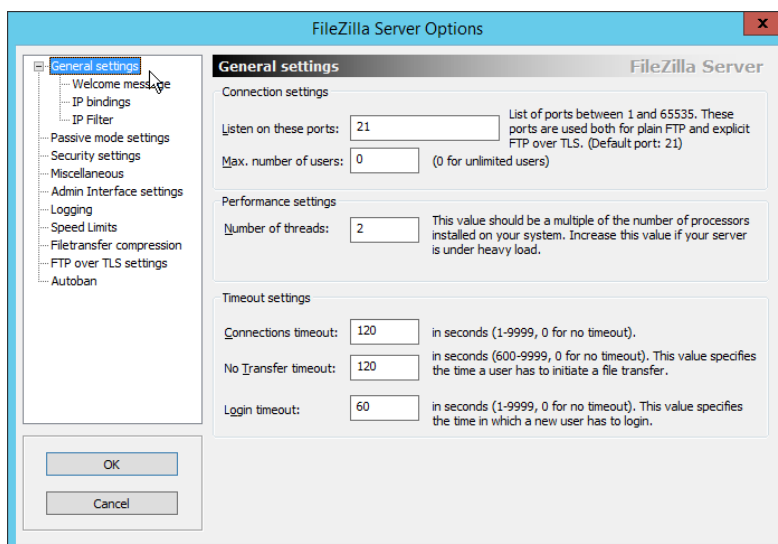 FileZilla Server Options
x
General settings
Welcome message
IP bindings
IP Filter
Passive mode settings
Security settings
Miscellaneous
Admin Interface settings
Logging
Speed Limits
Filetransfer compression
FTP over TLS settings
Autoban
OK
Cancel
General settings
FileZilla Server
Connection settings
Listen on these ports:
21
List of ports between 1 and 65535. These
ports are used both for plain FTP and explicit
FTP over TLS. (Default port: 21)
Max. number of users:
0
(0 for unlimited users)
Performance settings
Number of threads:
2
This value should be a multiple of the number of processors
installed on your system. Increase this value if your server
is under heavy load.
Timeout settings
Connections timeout:
120
in seconds (1-9999, 0 for no timeout).
No Transfer timeout:
120
in seconds (600-9999, 0 for no timeout). This value specifies
the time a user has to initiate a file transfer.
Login timeout:
60
in seconds (1-9999, 0 for no timeout). This value specifies
the time in which a new user has to login.